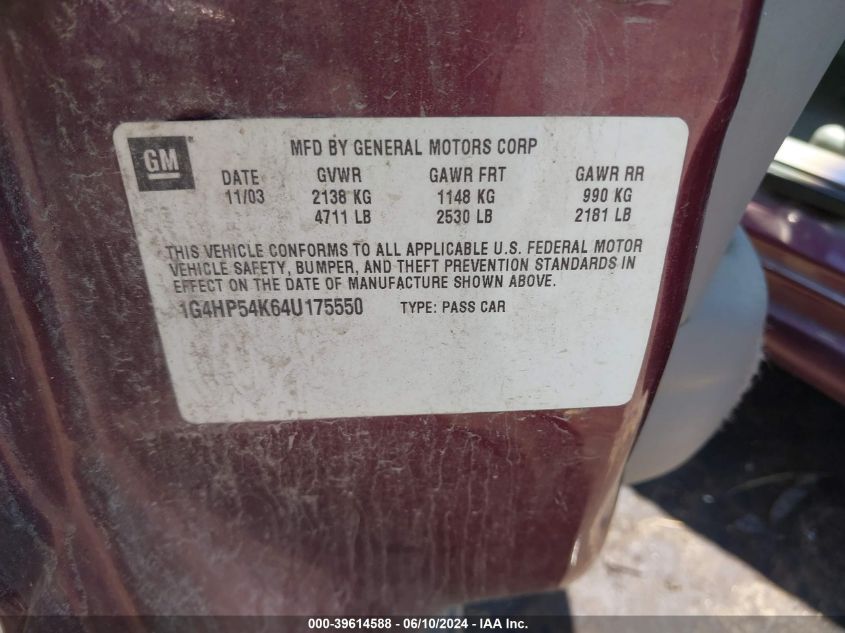 GM
MFD BY GENERAL MOTORS CORP
DATE GVWR GAWR FRT GAWR RR
11/03 2138 KG 1148 KG 990 KG
4711 LB 2530 LB 2181 LB
THIS VEHICLE CONFORMS TO ALL APPLICABLE U.S. FEDERAL MOTOR
VEHICLE SAFETY, BUMPER, AND THEFT PREVENTION STANDARDS IN
EFFECT ON THE DATE OF MANUFACTURE SHOWN ABOVE.
1G4HP54K64U175550 TYPE: PASS CAR
000-39614588 - 06/10/2024 - IAA Inc.